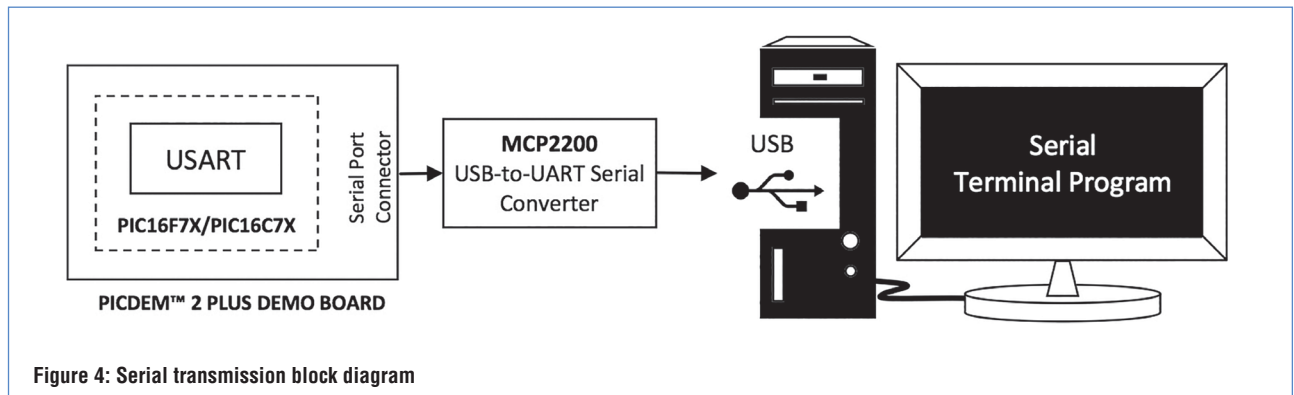 USART
PIC16F7X/PIC16C7X
Serial Port
Connector
PICDEM™ 2 PLUS DEMO BOARD
MCP2200
USB-to-UART Serial
Converter
USB
Serial
Terminal Program
Figure 4: Serial transmission block diagram